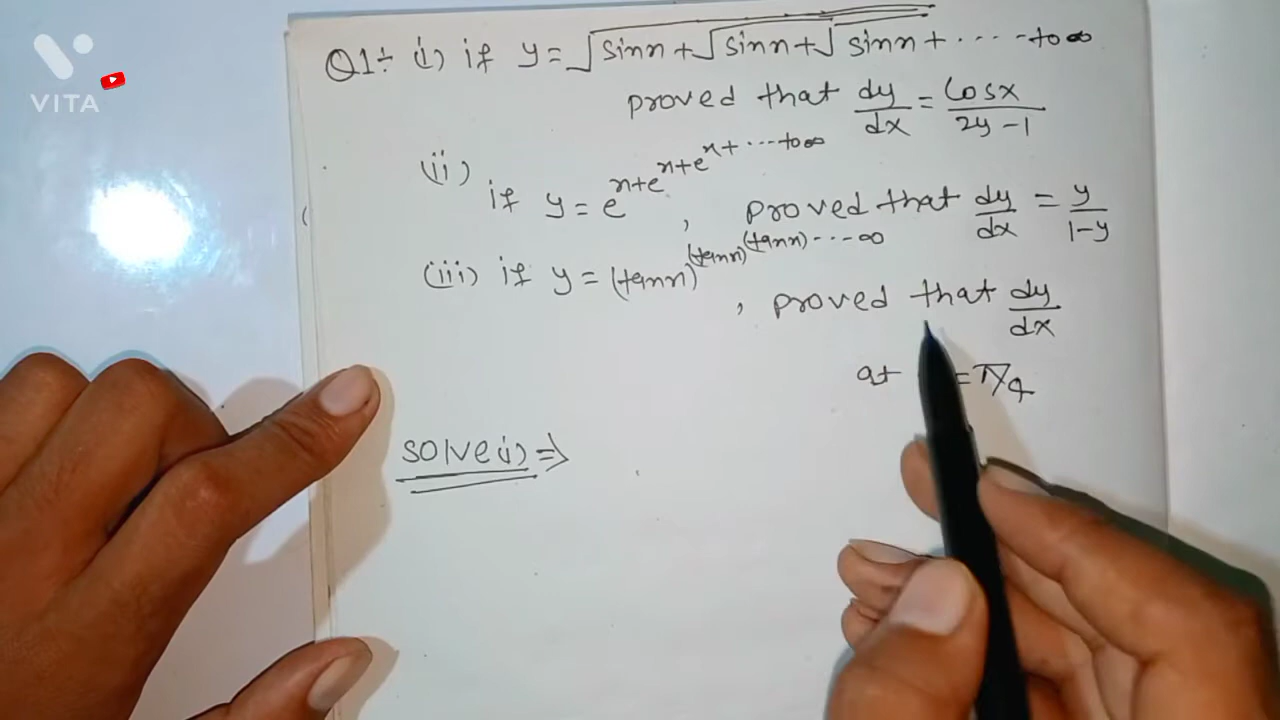 VITA
Q1÷ (i) if y = √sinx + √sinx + √sinx + ....to∞
proved that dy/dx = Cosx/2y-1
(ii) if y = e^x+e^x+e^x+ ....to∞, proved that dy/dx = y/1-y
(iii) if y = (tanx)^(tanx)^(tanx)....∞, proved that dy/dx
at = π/4
Solve(i) ⇒